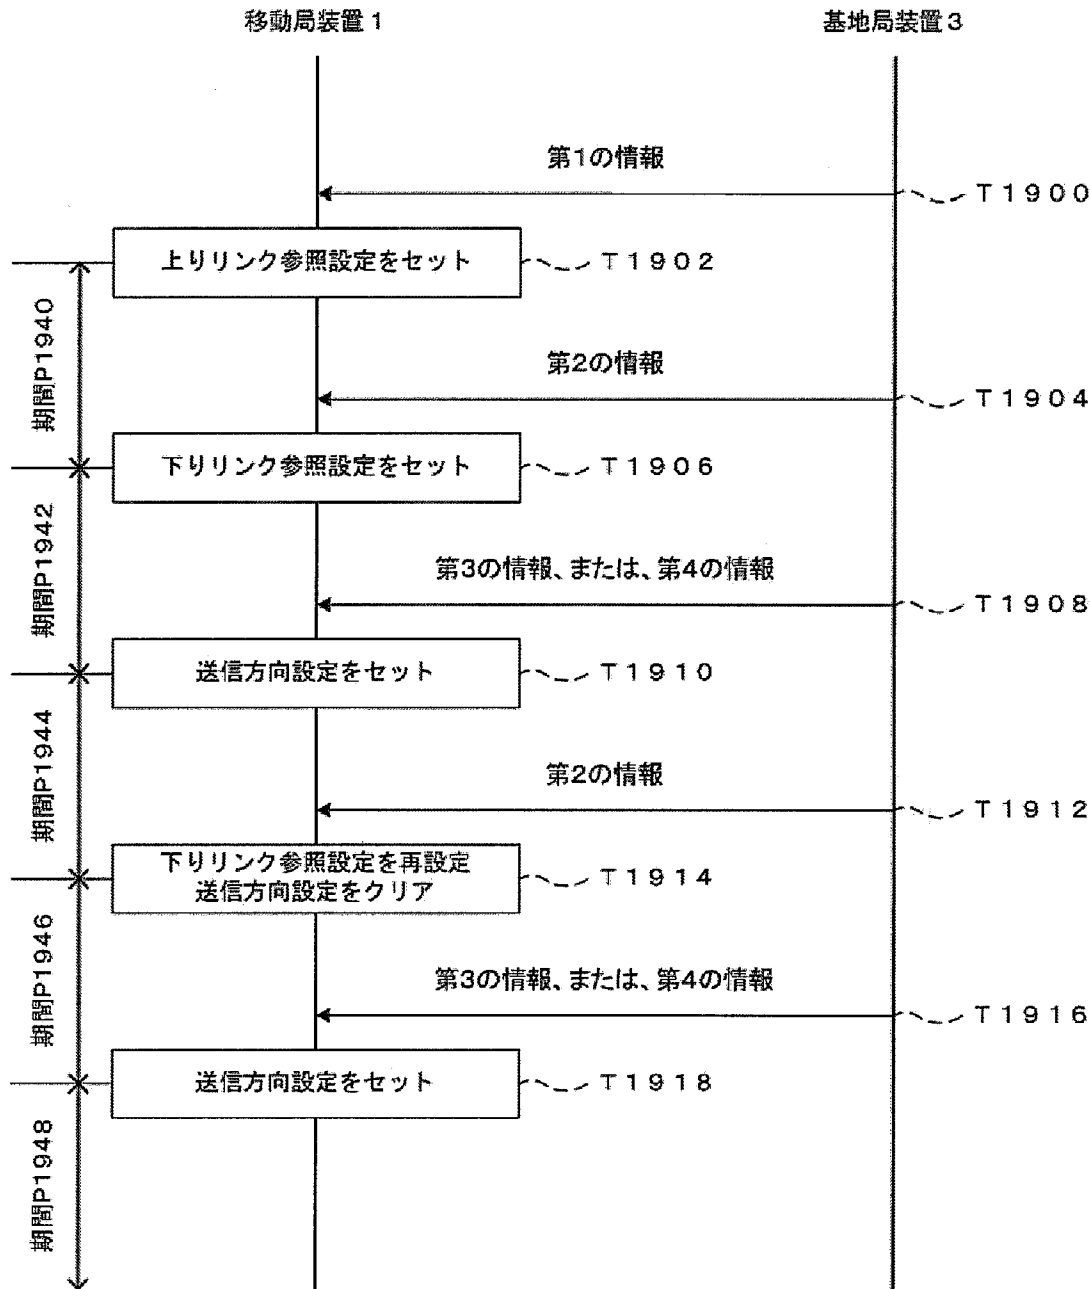 移動局装置1
基地局装置3
第1の情報
T1900
上りリンク参照設定をセット
T1902
期間P1940
第2の情報
T1904
下りリンク参照設定をセット
T1906
期間P1942
第3の情報、または、第4の情報
T1908
送信方向設定をセット
T1910
期間P1944
第2の情報
T1912
下りリンク参照設定を再設定
送信方向設定をクリア
T1914
期間P1946
第3の情報、または、第4の情報
T1916
送信方向設定をセット
T1918
期間P1948